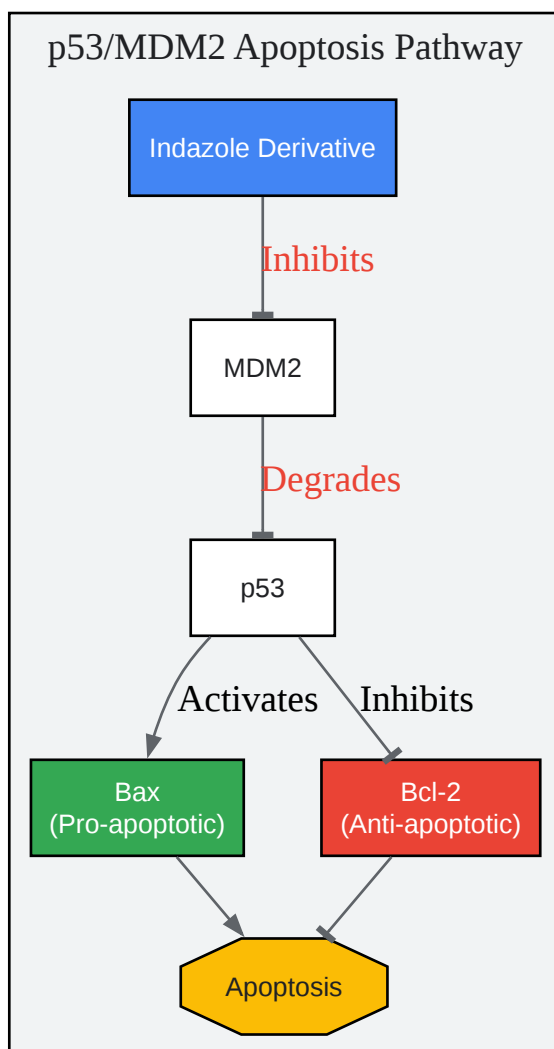 p53/MDM2 Apoptosis Pathway
Indazole Derivative
Inhibits
MDM2
Degrades
p53
Activates
Inhibits
Bax
(Pro-apoptotic)
Bcl-2
(Anti-apoptotic)
Apoptosis